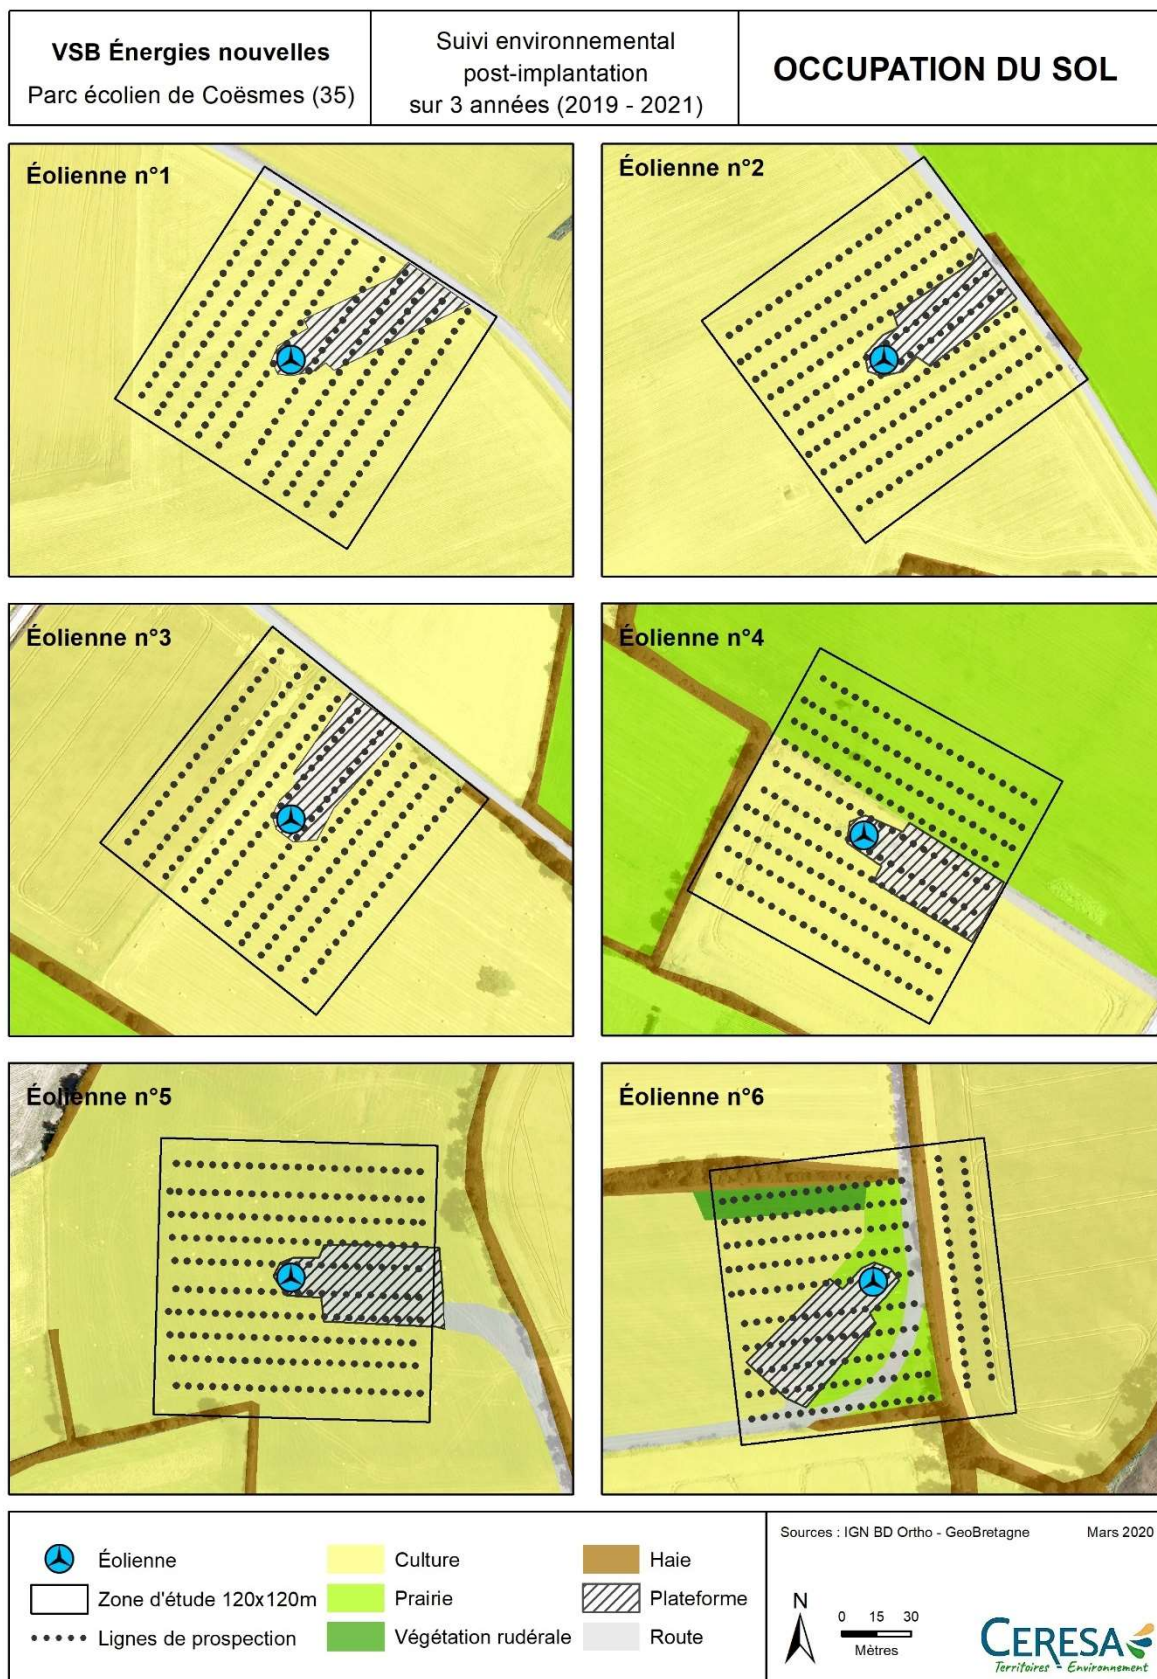 VSB Énergies nouvelles
Parc écolien de Coësmes (35)
Suivi environnemental
post-implantation
sur 3 années (2019 - 2021)
OCCUPATION DU SOL
Éolienne n°1
Éolienne n°2
Éolienne n°3
Éolienne n°4
Éolienne n°5
Éolienne n°6
Éolienne
Zone d'étude 120x120m
Lignes de prospection
Culture
Prairie
Végétation rudérale
Haie
Plateforme
Route
Sources : IGN BD Ortho - GeoBretagne Mars 2020
N
0 15 30
Mètres
CERESA
Territoires - Environnement